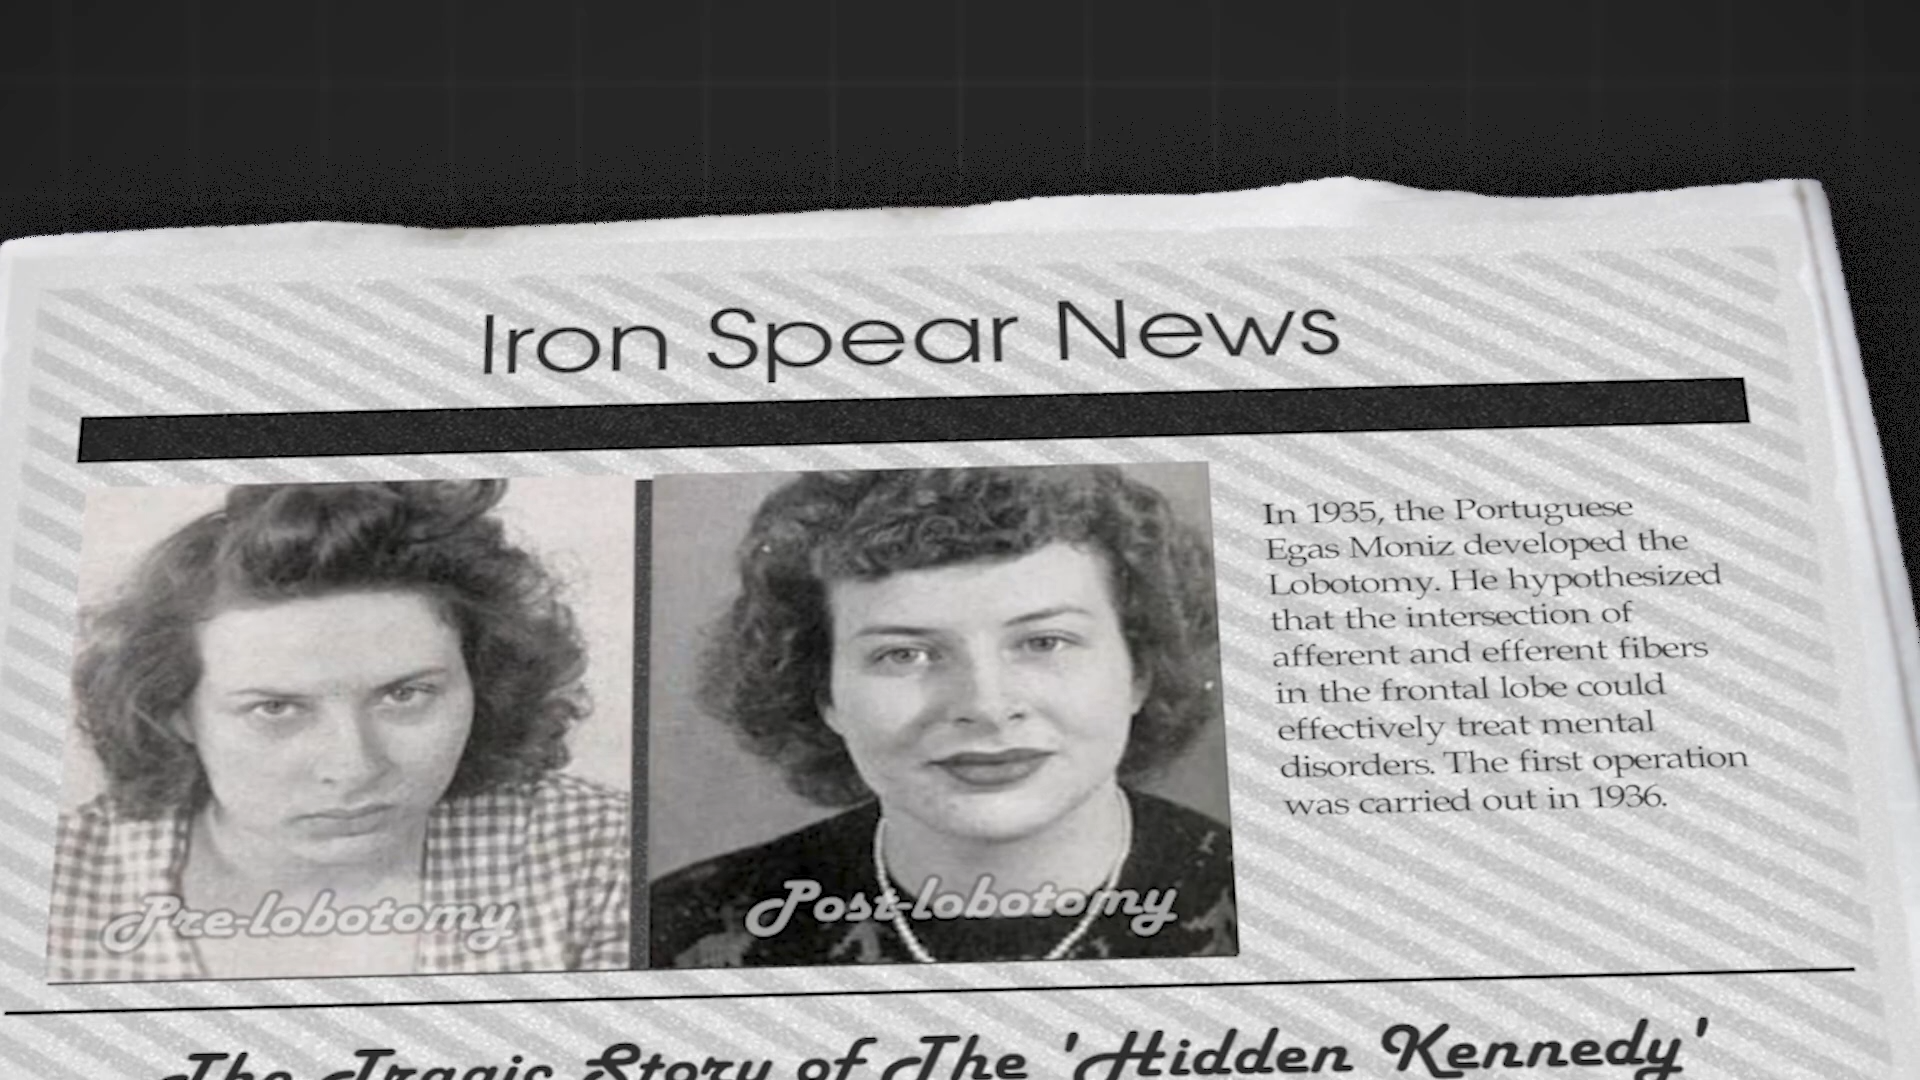 Iron Spear News
In 1935, the Portuguese
Egas Moniz developed the
Lobotomy. He hypothesized
that the intersection of
afferent and efferent fibers
in the frontal lobe could
effectively treat mental
disorders. The first operation
was carried out in 1936.
Pre-lobotomy
Post-lobotomy
The Tragic Story of The 'Hidden Kennedy'